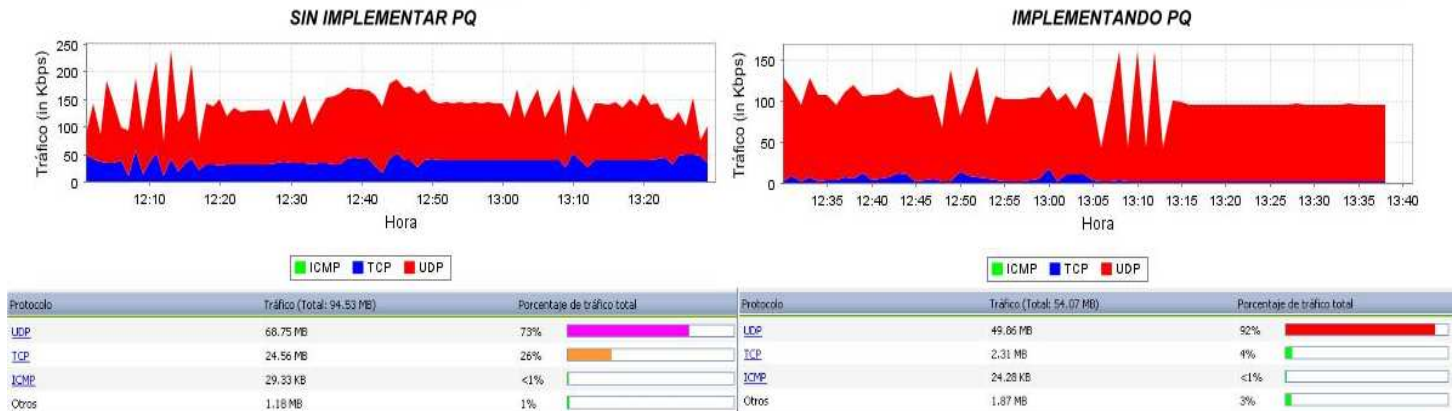 SIN IMPLEMENTAR PQ
Tráfico (in Kbps)
250
200
150
100
50
0
12:10 12:20 12:30 12:40 12:50 13:00 13:10 13:20
Hora
ICMP TCP UDP
Protocolo Tráfico (Total: 94.53 MB) Porcentaje de tráfico total
UDP 68.75 MB 73%
TCP 24.56 MB 26%
ICMP 29.33 KB <1%
Otros 1.18 MB 1%
IMPLEMENTANDO PQ
Tráfico (in Kbps)
150
100
50
0
12:35 12:40 12:45 12:50 12:55 13:00 13:05 13:10 13:15 13:20 13:25 13:30 13:35 13:40
Hora
ICMP TCP UDP
Protocolo Tráfico (Total: 54.07 MB) Porcentaje de tráfico total
UDP 49.86 MB 92%
TCP 2.31 MB 4%
ICMP 24.28 KB <1%
Otros 1.87 MB 3%